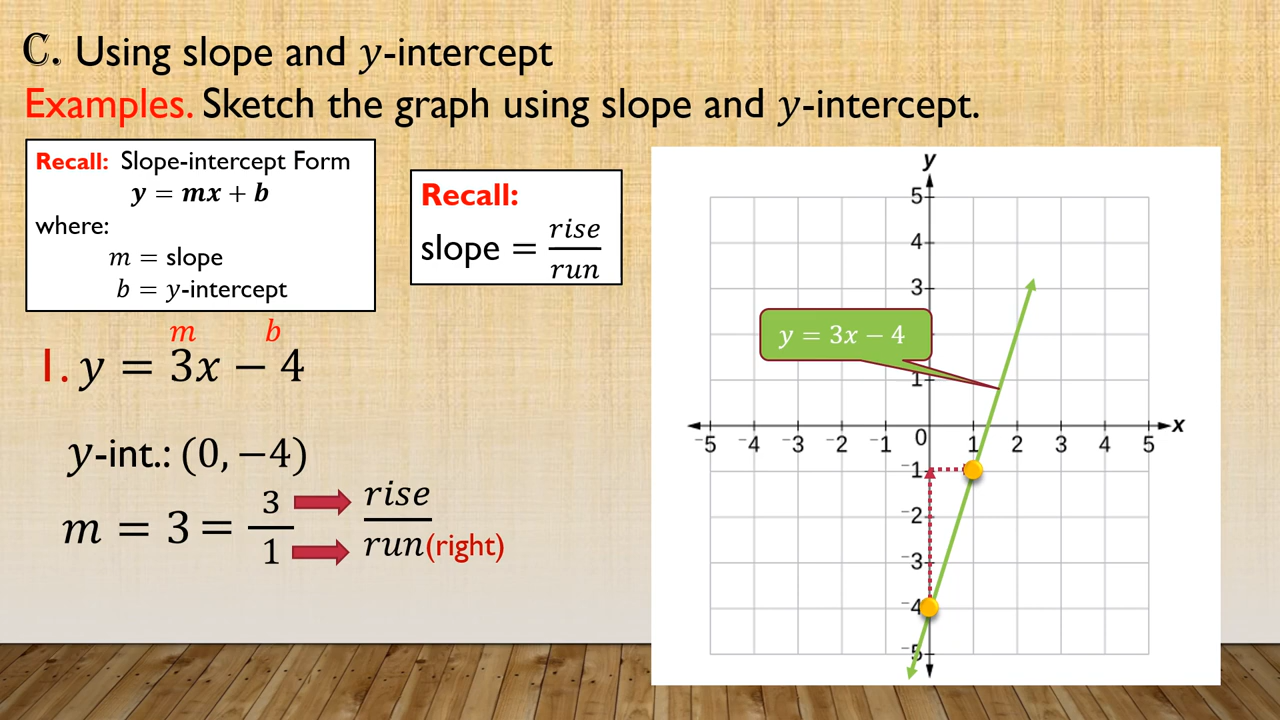 C. Using slope and y-intercept
Examples. Sketch the graph using slope and y-intercept.
Recall: Slope-intercept Form
y = mx + b
where:
m = slope
b = y-intercept
Recall:
slope = rise/run
m b
1. y = 3x − 4
y-int.: (0, −4)
m = 3 = 3/1
rise/run(right)
y
5
4
3
y = 3x − 4
1
x
-5 -4 -3 -2 -1 0 1 2 3 4 5
-1
-2
-3
-4
-5